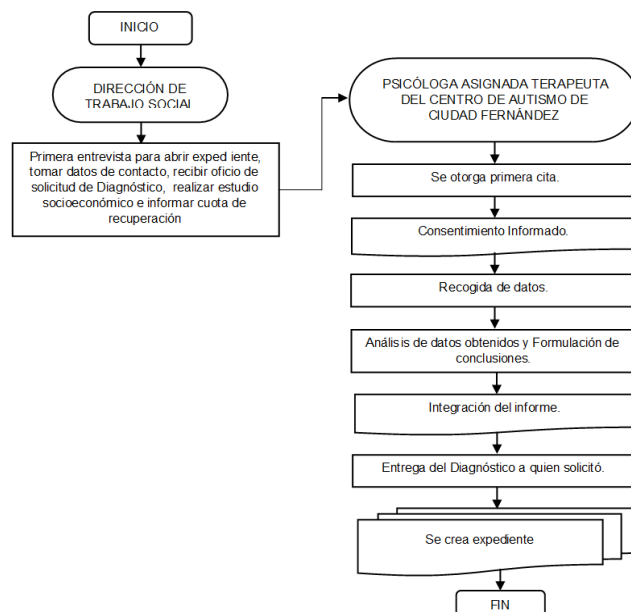 INICIO
DIRECCIÓN DE
TRABAJO SOCIAL
Primera entrevista para abrir exped iente,
tomar datos de contacto, recibir oficio de
solicitud de Diagnóstico, realizar estudio
socioeconómico e informar cuota de
recuperación
PSICÓLOGA ASIGNADA TERAPEUTA
DEL CENTRO DE AUTISMO DE
CIUDAD FERNÁNDEZ
Se otorga primera cita.
Consentimiento Informado.
Recogida de datos.
Análisis de datos obtenidos y Formulación de
conclusiones.
Integración del informe.
Entrega del Diagnóstico a quien solicitó.
Se crea expediente
FIN